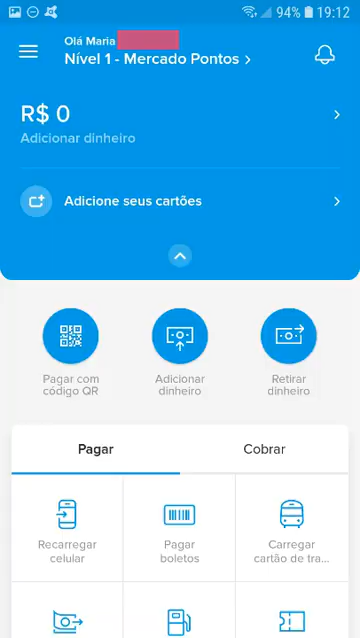 94% 19:12
Olá Maria
Nível 1 - Mercado Pontos
R$ 0
Adicionar dinheiro
Adicione seus cartões
Pagar com
código QR
Adicionar
dinheiro
Retirar
dinheiro
Pagar
Cobrar
Recarregar
celular
Pagar
boletos
Carregar
cartão de tra...